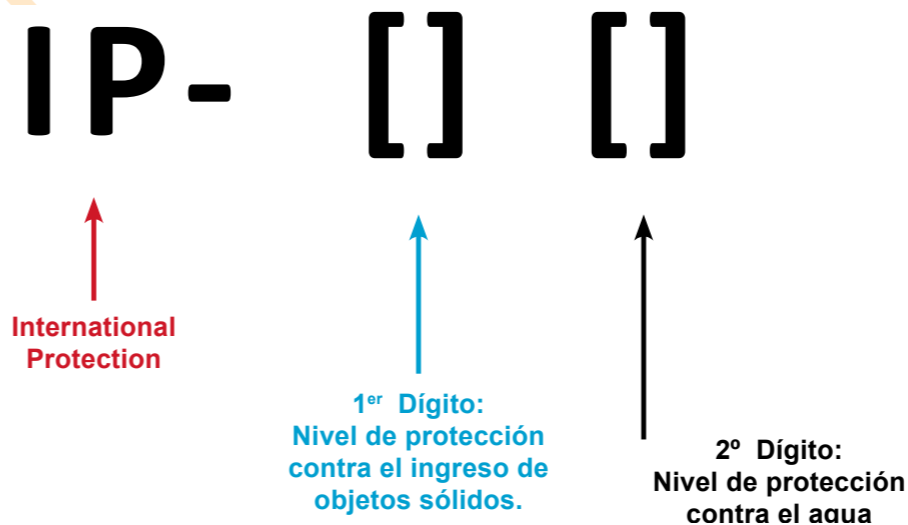 IP- [] []
International
Protection
1er Dígito:
Nivel de protección
contra el ingreso de
objetos sólidos.
2º Dígito:
Nivel de protección
contra el agua